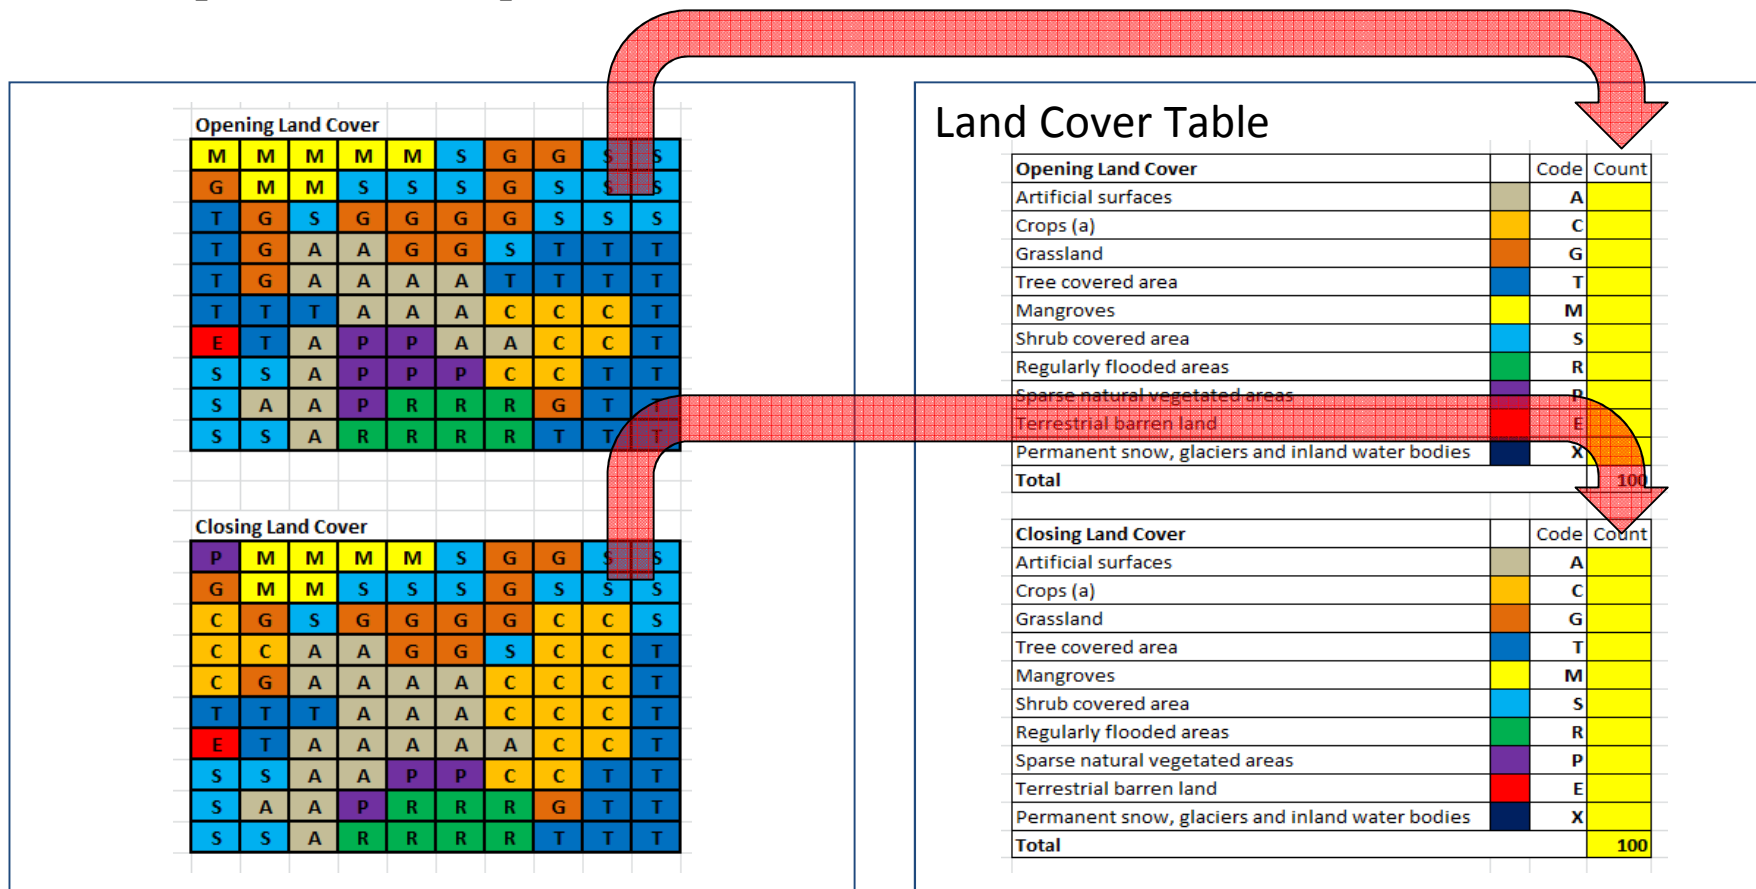 Opening Land Cover
M M M M M S G G S S
G M M S S S G S S S
T G S G G G G S S S
T G A A G G S T T T
T G A A A A T T T T
T T T A A A C C C T
E T A P P A A C C T
S S A P P P C C T T
S A A P R R R G T T
S S A R R R R T T T
Closing Land Cover
P M M M M S G G S S
G M M S S S G S S S
C G S G G G G C C S
C C A A G G S C C T
C G A A A A C C C T
T T T A A A C C C T
E T A A A A A C C T
S S A A P P C C T T
S A A P R R R G T T
S S A R R R R T T T
Land Cover Table
Opening Land Cover Code Count
Artificial surfaces A
Crops (a) C
Grassland G
Tree covered area T
Mangroves M
Shrub covered area S
Regularly flooded areas R
Sparse natural vegetated areas P
Terrestrial barren land E
Permanent snow, glaciers and inland water bodies X
Total 100
Closing Land Cover Code Count
Artificial surfaces A
Crops (a) C
Grassland G
Tree covered area T
Mangroves M
Shrub covered area S
Regularly flooded areas R
Sparse natural vegetated areas P
Terrestrial barren land E
Permanent snow, glaciers and inland water bodies X
Total 100